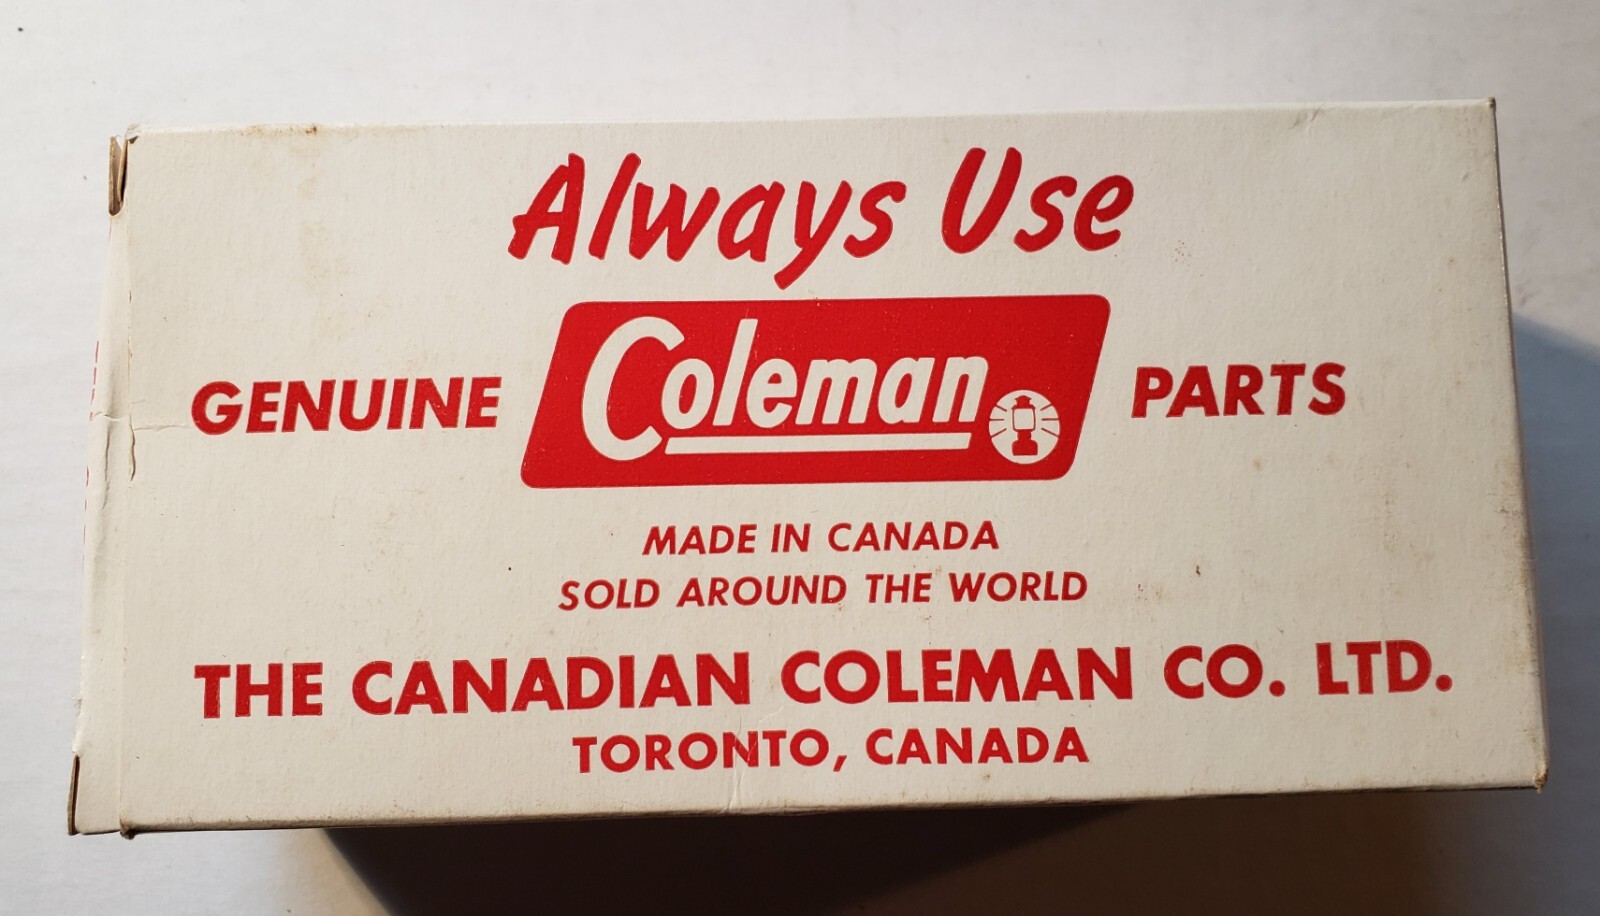 Always Use
GENUINE Coleman PARTS
MADE IN CANADA
SOLD AROUND THE WORLD
THE CANADIAN COLEMAN CO. LTD.
TORONTO, CANADA